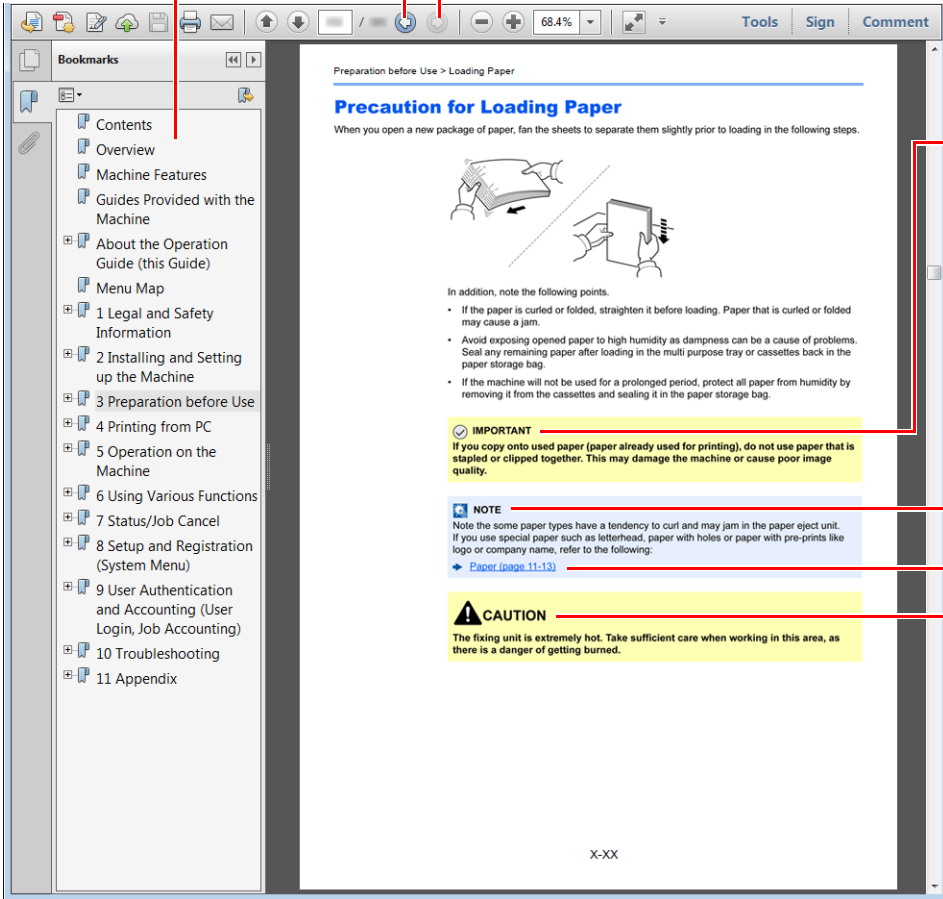 /
68.4%
Tools
Sign
Comment
Bookmarks
Contents
Overview
Machine Features
Guides Provided with the
Machine
About the Operation
Guide (this Guide)
Menu Map
1 Legal and Safety
Information
2 Installing and Setting
up the Machine
3 Preparation before Use
4 Printing from PC
5 Operation on the
Machine
6 Using Various Functions
7 Status/Job Cancel
8 Setup and Registration
(System Menu)
9 User Authentication
and Accounting (User
Login, Job Accounting)
10 Troubleshooting
11 Appendix
Preparation before Use > Loading Paper
Precaution for Loading Paper
When you open a new package of paper, fan the sheets to separate them slightly prior to loading in the following steps.
In addition, note the following points.
• If the paper is curled or folded, straighten it before loading. Paper that is curled or folded
may cause a jam.
• Avoid exposing opened paper to high humidity as dampness can be a cause of problems.
Seal any remaining paper after loading in the multi purpose tray or cassettes back in the
paper storage bag.
• If the machine will not be used for a prolonged period, protect all paper from humidity by
removing it from the cassettes and sealing it in the paper storage bag.
IMPORTANT
If you copy onto used paper (paper already used for printing), do not use paper that is
stapled or clipped together. This may damage the machine or cause poor image
quality.
NOTE
Note the some paper types have a tendency to curl and may jam in the paper eject unit.
If you use special paper such as letterhead, paper with holes or paper with pre-prints like
logo or company name, refer to the following:
Paper (page 11-13)
CAUTION
The fixing unit is extremely hot. Take sufficient care when working in this area, as
there is a danger of getting burned.
X-XX